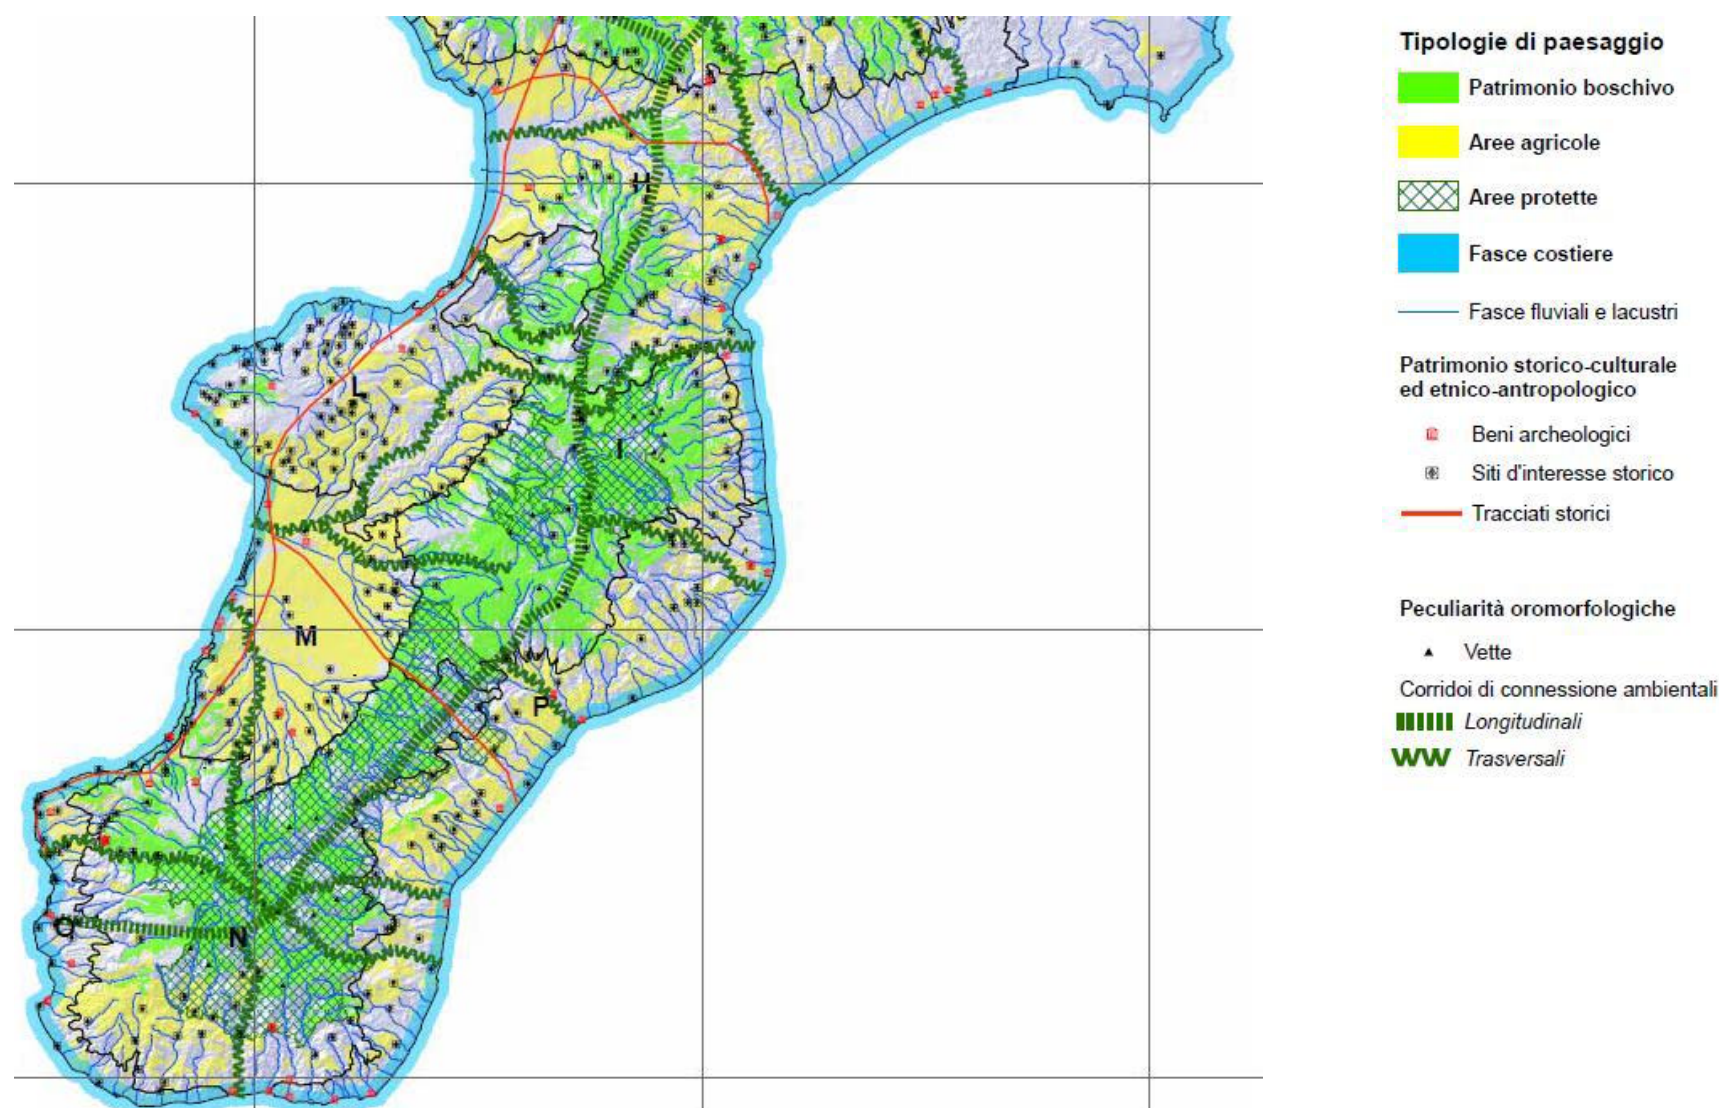 H
L
I
M
P
Q
N
Tipologie di paesaggio
Patrimonio boschivo
Aree agricole
Aree protette
Fasce costiere
Fasce fluviali e lacustri
Patrimonio storico-culturale
ed etnico-antropologico
Beni archeologici
Siti d'interesse storico
Tracciati storici
Peculiarità oromorfologiche
Vette
Corridoi di connessione ambientali
Longitudinali
Trasversali